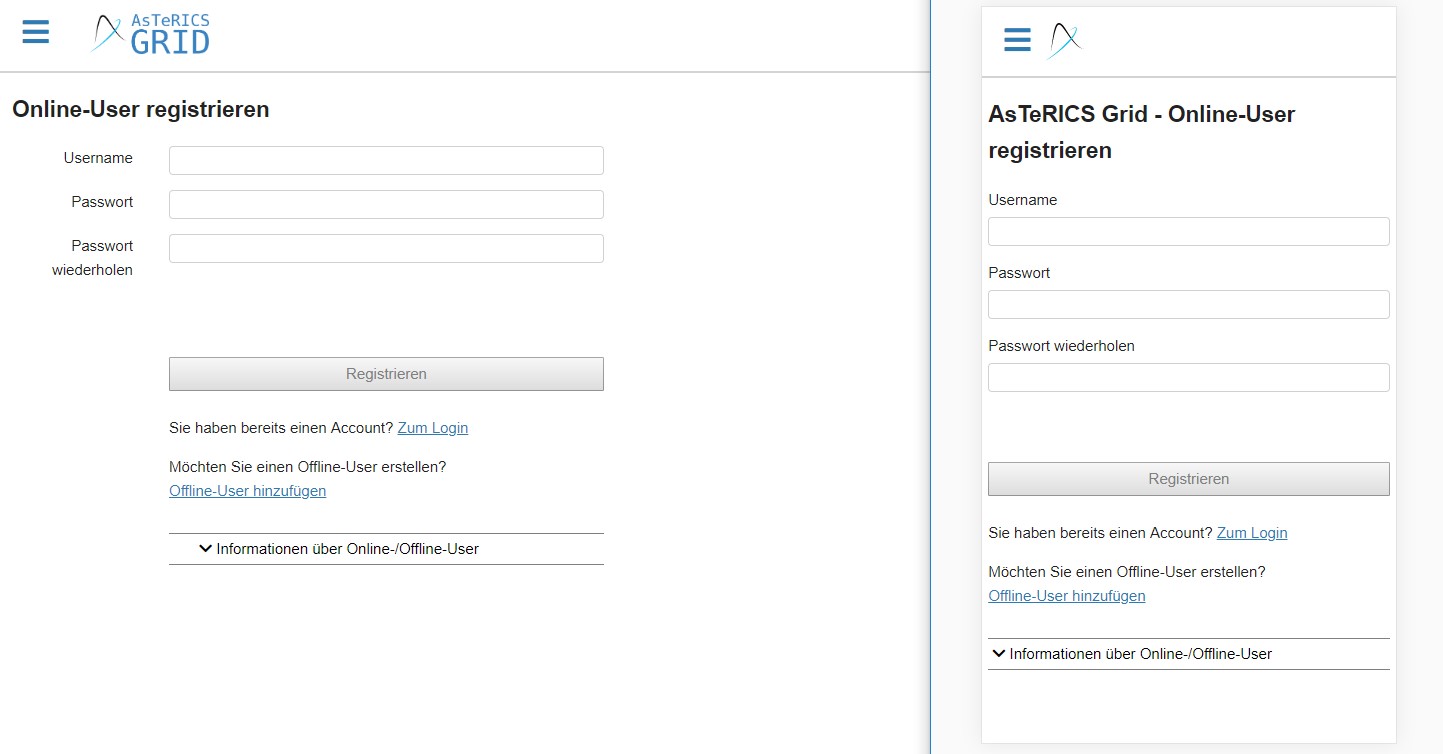 AsTeRICS
GRID
Online-User registrieren
Username
Passwort
Passwort
wiederholen
Registrieren
Sie haben bereits einen Account? Zum Login
Möchten Sie einen Offline-User erstellen?
Offline-User hinzufügen
Informationen über Online-/Offline-User
AsTeRICS Grid - Online-User
registrieren
Username
Passwort
Passwort wiederholen
Registrieren
Sie haben bereits einen Account? Zum Login
Möchten Sie einen Offline-User erstellen?
Offline-User hinzufügen
Informationen über Online-/Offline-User